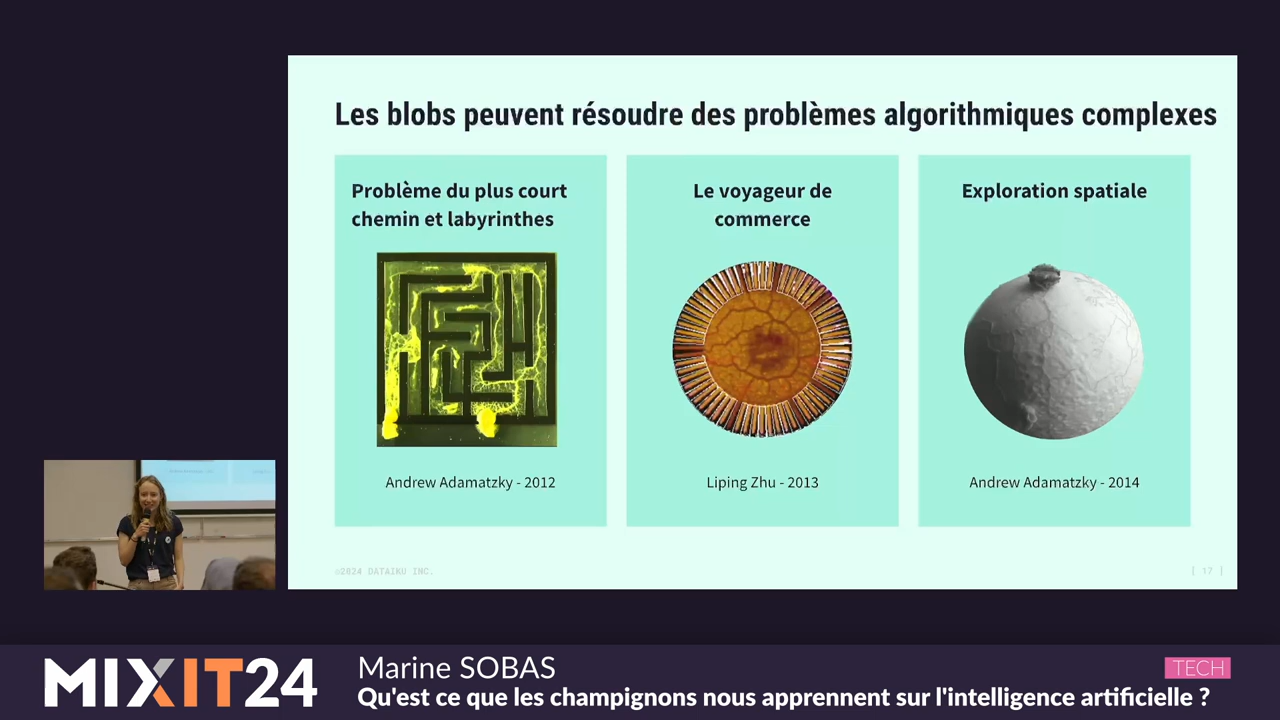 Les blobs peuvent résoudre des problèmes algorithmiques complexes
Problème du plus court
chemin et labyrinthes
Andrew Adamatzky - 2012
Le voyageur de
commerce
Liping Zhu - 2013
Exploration spatiale
Andrew Adamatzky - 2014
©2024 DATAIKU INC.
| 17 |
MIXIT24
Marine SOBAS
TECH
Qu'est ce que les champignons nous apprennent sur l'intelligence artificielle ?